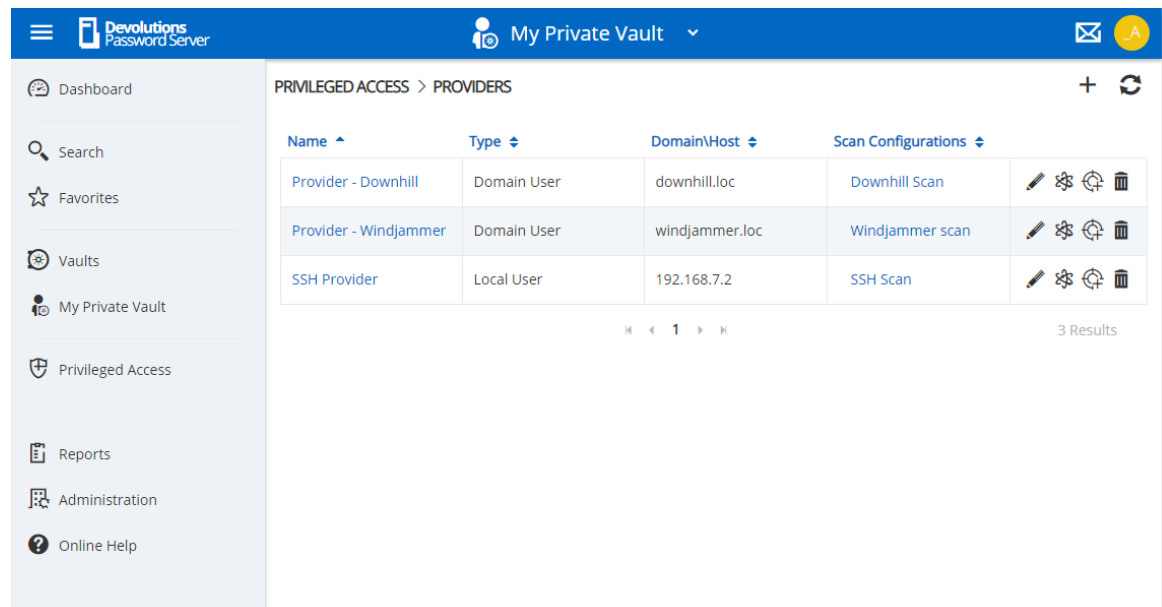 Devolutions
Password Server
My Private Vault
_A
Dashboard
Search
Favorites
Vaults
My Private Vault
Privileged Access
Reports
Administration
Online Help
PRIVILEGED ACCESS > PROVIDERS
Name Type Domain\Host Scan Configurations
Provider - Downhill Domain User downhill.loc Downhill Scan
Provider - Windjammer Domain User windjammer.loc Windjammer scan
SSH Provider Local User 192.168.7.2 SSH Scan
1
3 Results